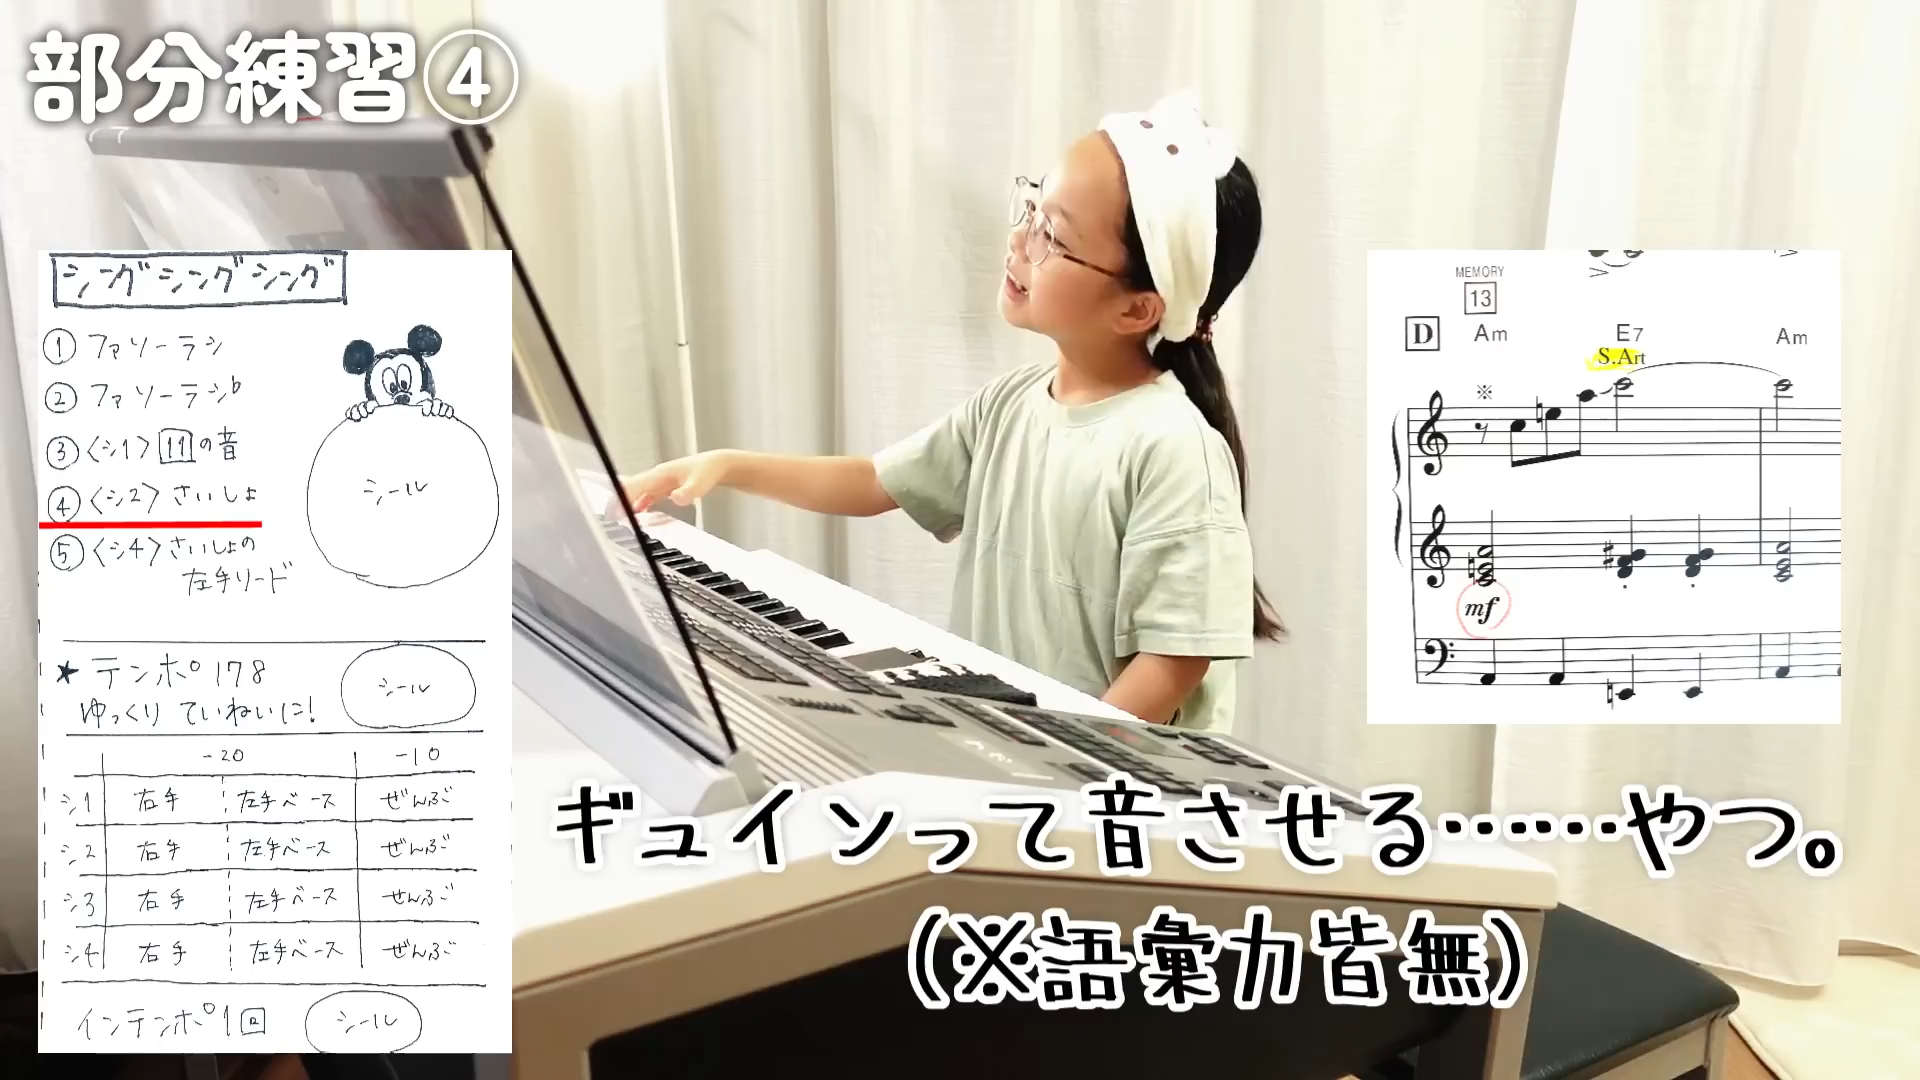 部分練習④
シングシングシング
① ファソーラシ
② ファソーラシ♭
③ 〈シ1〉 11の音
④ 〈シ2〉 さいしょ
⑤ 〈シ4〉 さいしょの
左手リード
シール
★ テンポ178
ゆっくり ていねいに!
シール
-20 -10
シ1 右手 左手ベース ぜんぶ
シ2 右手 左手ベース ぜんぶ
シ3 右手 左手ベース ぜんぶ
シ4 右手 左手ベース ぜんぶ
インテンポ1回
シール
MEMORY
13
D Am E7 Am
S.Art
※
mf
ギュインって音させる……やつ。
(※語彙力皆無)